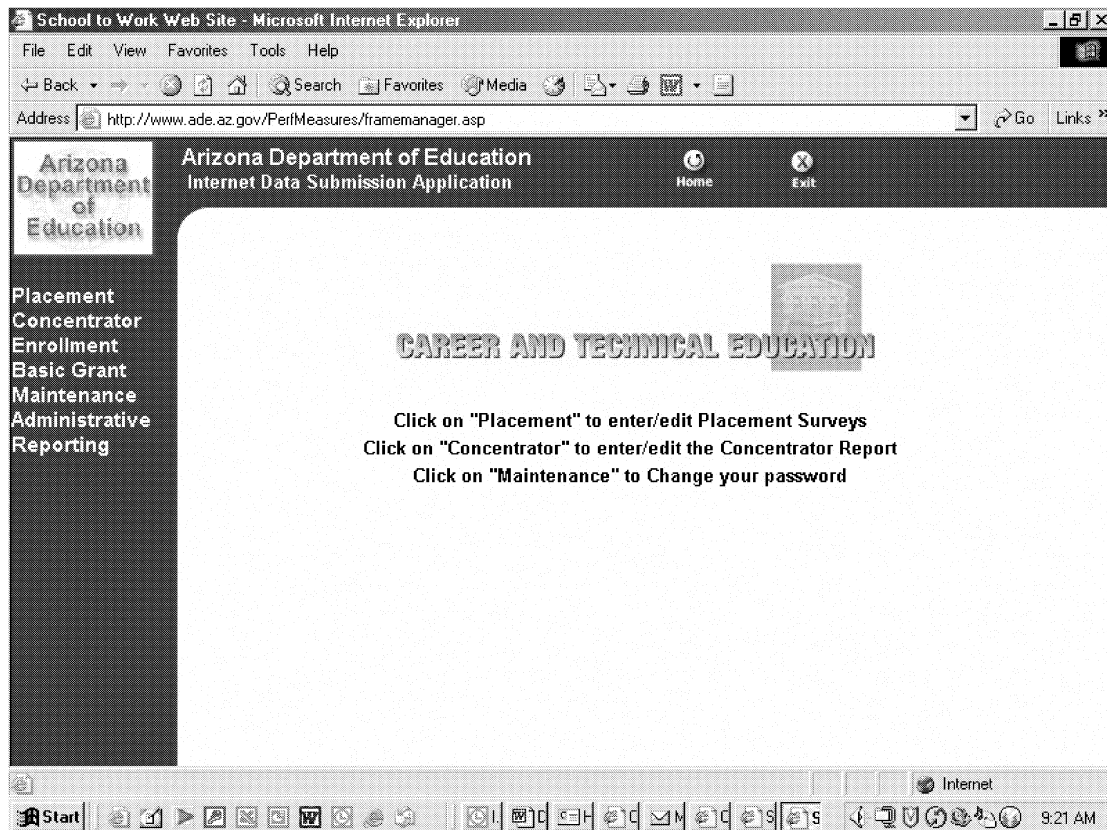 School to Work Web Site - Microsoft Internet Explorer
File Edit View Favorites Tools Help
Back Search Favorites Media
Address http://www.ade.az.gov/PerfMeasures/framemanager.asp Go Links »
Arizona
Department
of
Education
Arizona Department of Education
Internet Data Submission Application
Home Exit
Placement
Concentrator
Enrollment
Basic Grant
Maintenance
Administrative
Reporting
CAREER AND TECHNICAL EDUCATION
Click on "Placement" to enter/edit Placement Surveys
Click on "Concentrator" to enter/edit the Concentrator Report
Click on "Maintenance" to Change your password
Internet
Start 9:21 AM